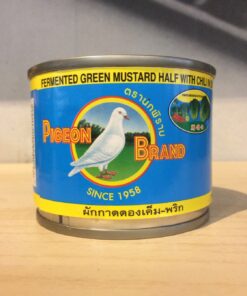 FERMENTED GREEN MUSTARD HALF WITH CHILI
ตรานกพิราบ
PIGEON BRAND
SINCE 1958
ผักกาดดองเค็ม-พริก